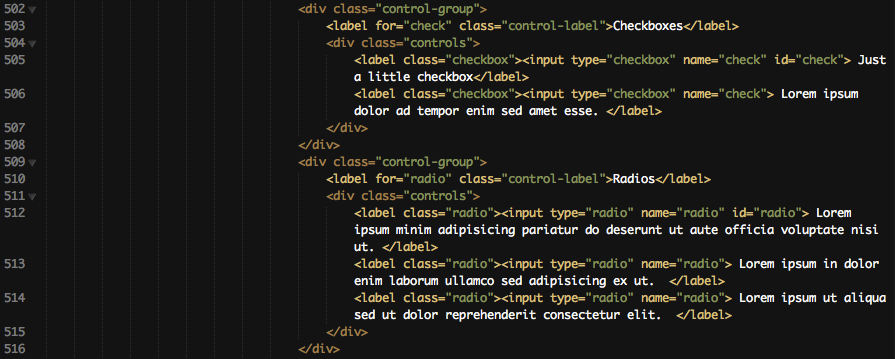 502 <div class="control-group">
503 <label for="check" class="control-label">Checkboxes</label>
504 <div class="controls">
505 <label class="checkbox"><input type="checkbox" name="check" id="check"> Just
a little checkbox</label>
506 <label class="checkbox"><input type="checkbox" name="check"> Lorem ipsum
dolor ad tempor enim sed amet esse. </label>
507 </div>
508 </div>
509 <div class="control-group">
510 <label for="radio" class="control-label">Radios</label>
511 <div class="controls">
512 <label class="radio"><input type="radio" name="radio" id="radio"> Lorem
ipsum minim adipisicing pariatur do deserunt ut aute officia voluptate nisi
ut. </label>
513 <label class="radio"><input type="radio" name="radio"> Lorem ipsum in dolor
enim laborum ullamco sed adipisicing ex ut.  </label>
514 <label class="radio"><input type="radio" name="radio"> Lorem ipsum ut aliqua
sed ut dolor reprehenderit consectetur elit.  </label>
515 </div>
516 </div>